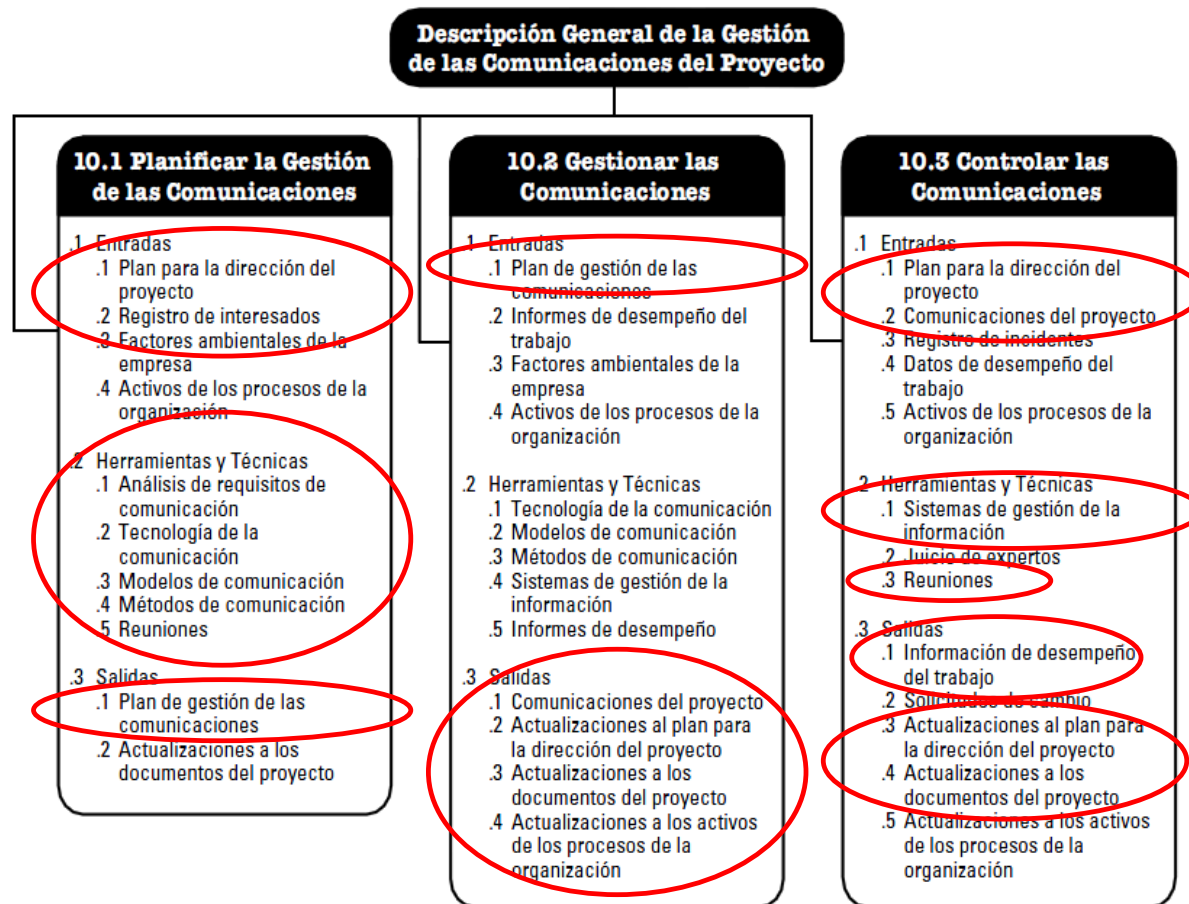 Descripción General de la Gestión
de las Comunicaciones del Proyecto
10.1 Planificar la Gestión
de las Comunicaciones
.1 Entradas
.1 Plan para la dirección del
proyecto
.2 Registro de interesados
.3 Factores ambientales de la
empresa
.4 Activos de los procesos de la
organización
.2 Herramientas y Técnicas
.1 Análisis de requisitos de
comunicación
.2 Tecnología de la
comunicación
.3 Modelos de comunicación
.4 Métodos de comunicación
.5 Reuniones
.3 Salidas
.1 Plan de gestión de las
comunicaciones
.2 Actualizaciones a los
documentos del proyecto
10.2 Gestionar las
Comunicaciones
.1 Entradas
.1 Plan de gestión de las
comunicaciones
.2 Informes de desempeño del
trabajo
.3 Factores ambientales de la
empresa
.4 Activos de los procesos de la
organización
.2 Herramientas y Técnicas
.1 Tecnología de la comunicación
.2 Modelos de comunicación
.3 Métodos de comunicación
.4 Sistemas de gestión de la
información
.5 Informes de desempeño
.3 Salidas
.1 Comunicaciones del proyecto
.2 Actualizaciones al plan para
la dirección del proyecto
.3 Actualizaciones a los
documentos del proyecto
.4 Actualizaciones a los activos
de los procesos de la
organización
10.3 Controlar las
Comunicaciones
.1 Entradas
.1 Plan para la dirección del
proyecto
.2 Comunicaciones del proyecto
.3 Registro de incidentes
.4 Datos de desempeño del
trabajo
.5 Activos de los procesos de la
organización
.2 Herramientas y Técnicas
.1 Sistemas de gestión de la
información
.2 Juicio de expertos
.3 Reuniones
.3 Salidas
.1 Información de desempeño
del trabajo
.2 Solicitudes de cambio
.3 Actualizaciones al plan para
la dirección del proyecto
.4 Actualizaciones a los
documentos del proyecto
.5 Actualizaciones a los activos
de los procesos de la
organización